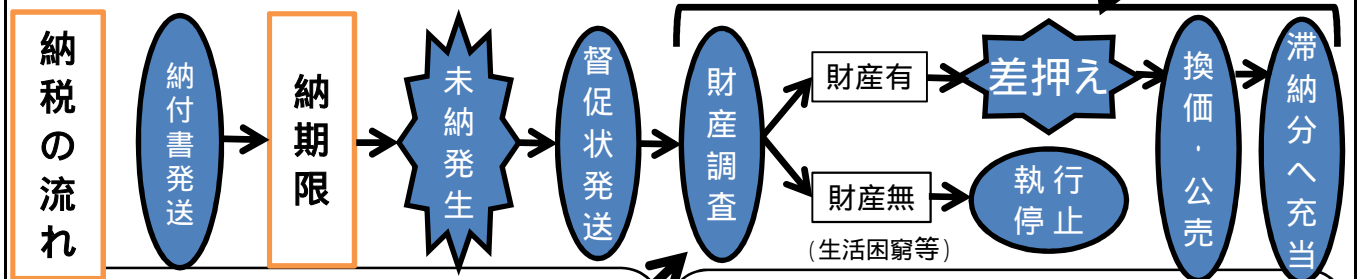 納税の流れ
納付書発送
納期限
未納発生
督促状発送
財産調査
財産有
差押え
換価・公売
滞納分へ充当
財産無
(生活困窮等)
執行
停止